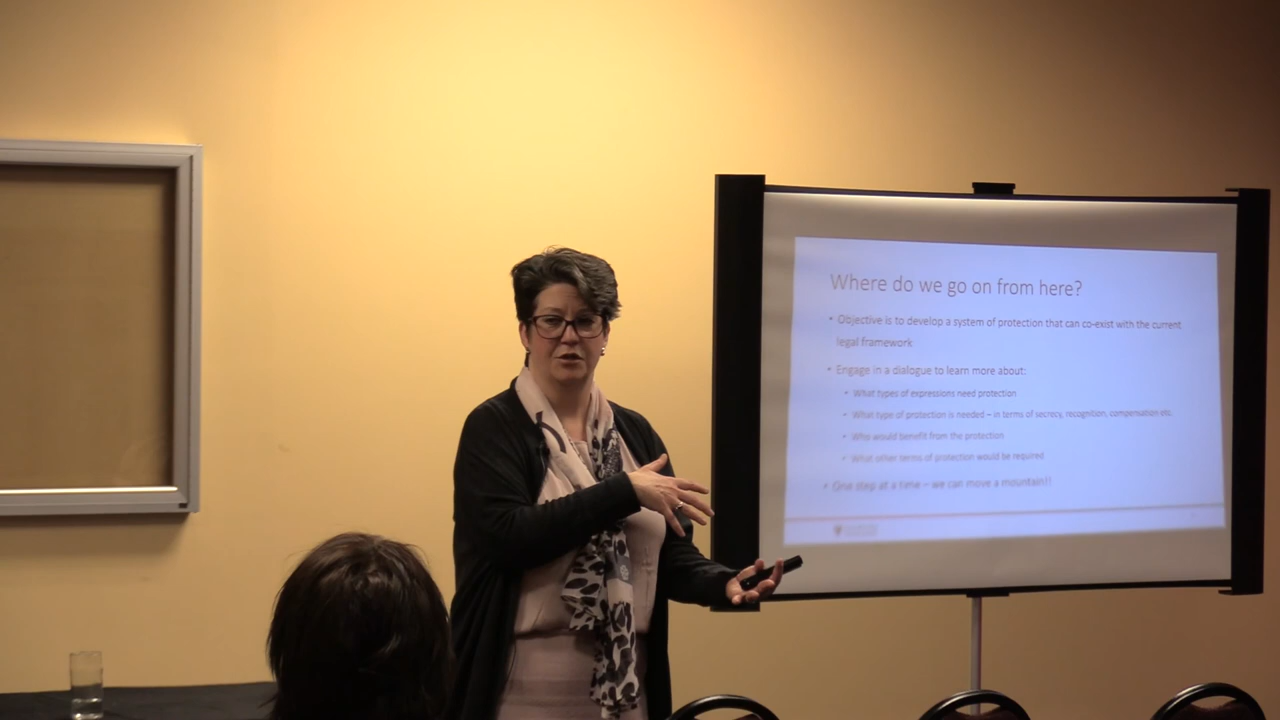 Where do we go on from here?
• Objective is to develop a system of protection that can co-exist with the current
legal framework
• Engage in a dialogue to learn more about:
• What types of expressions need protection
• What type of protection is needed – in terms of secrecy, recognition, compensation etc.
• Who would benefit from the protection
• What other terms of protection would be required
• One step at a time – we can move a mountain!!